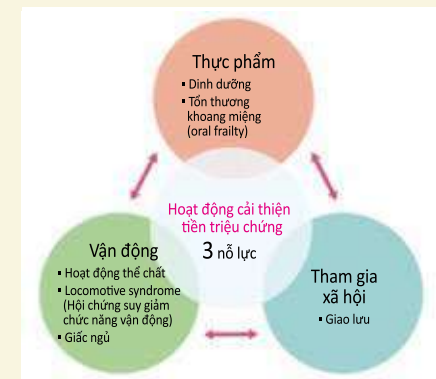 Thực phẩm
▪ Dinh dưỡng
▪ Tổn thương
khoang miệng
(oral frailty)
Hoạt động cải thiện
tiền triệu chứng
3 nỗ lực
Vận động
▪ Hoạt động thể chất
▪ Locomotive syndrome
(Hội chứng suy giảm
chức năng vận động)
▪ Giấc ngủ
Tham gia
xã hội
▪ Giao lưu